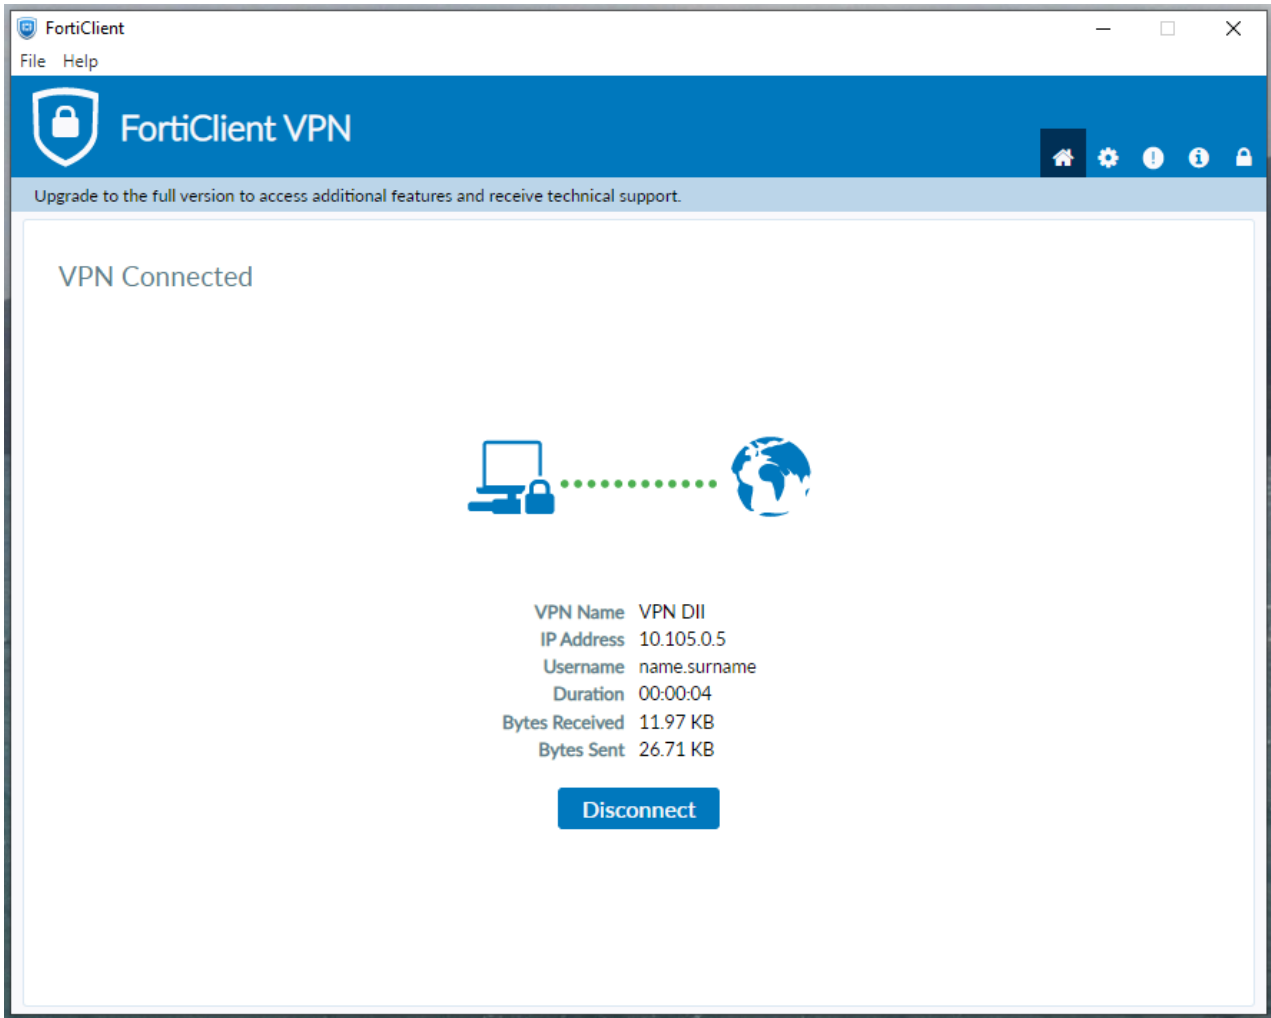 FortiClient
File Help
FortiClient VPN
Upgrade to the full version to access additional features and receive technical support.
VPN Connected
VPN Name VPN DII
IP Address 10.105.0.5
Username name.surname
Duration 00:00:04
Bytes Received 11.97 KB
Bytes Sent 26.71 KB
Disconnect